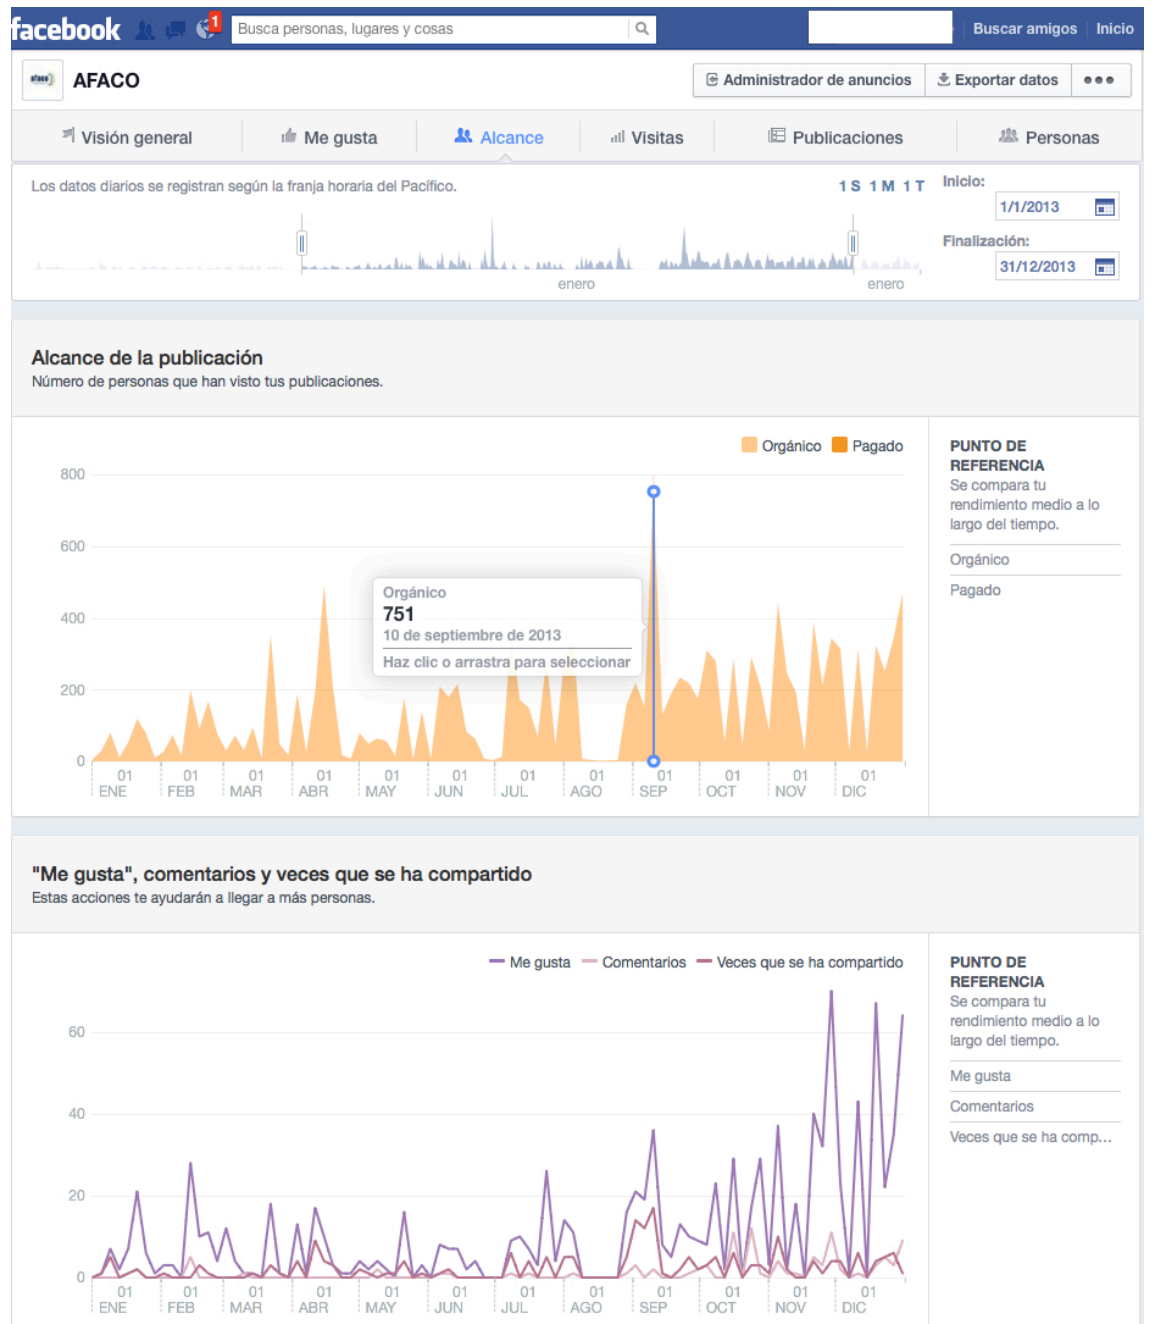 facebook
1
Busca personas, lugares y cosas
Buscar amigos
Inicio
afaco
AFACO
Administrador de anuncios
Exportar datos
Visión general
Me gusta
Alcance
Visitas
Publicaciones
Personas
Los datos diarios se registran según la franja horaria del Pacífico.
1 S 1 M 1 T
Inicio:
1/1/2013
Finalización:
31/12/2013
enero
enero
Alcance de la publicación
Número de personas que han visto tus publicaciones.
Orgánico Pagado
800
600
400
200
0
Orgánico
751
10 de septiembre de 2013
Haz clic o arrastra para seleccionar
01 01 01 01 01 01 01 01 01 01 01 01
ENE FEB MAR ABR MAY JUN JUL AGO SEP OCT NOV DIC
PUNTO DE
REFERENCIA
Se compara tu
rendimiento medio a lo
largo del tiempo.
Orgánico
Pagado
"Me gusta", comentarios y veces que se ha compartido
Estas acciones te ayudarán a llegar a más personas.
Me gusta Comentarios Veces que se ha compartido
60
40
20
0
01 01 01 01 01 01 01 01 01 01 01 01
ENE FEB MAR ABR MAY JUN JUL AGO SEP OCT NOV DIC
PUNTO DE
REFERENCIA
Se compara tu
rendimiento medio a lo
largo del tiempo.
Me gusta
Comentarios
Veces que se ha comp...